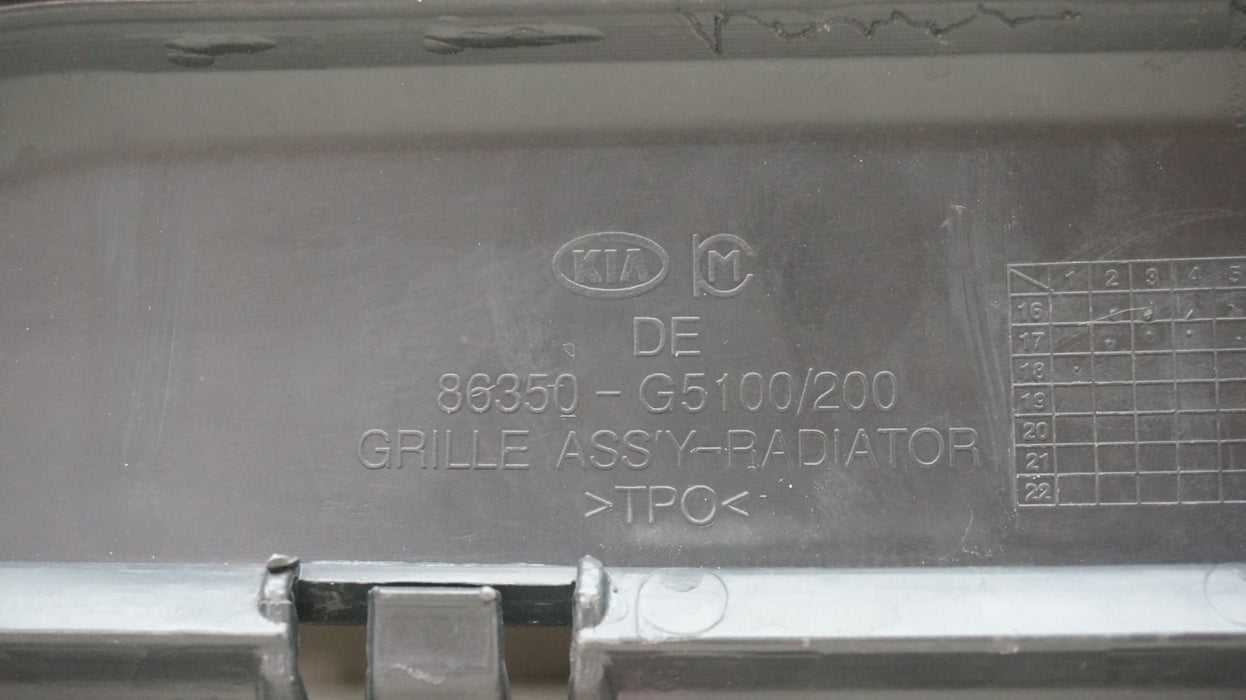 KIA M
DE
86350 - G5100/200
GRILLE ASS'Y-RADIATOR
>TPO<
1 2 3 4 5
16
17
18
19
20
21
22